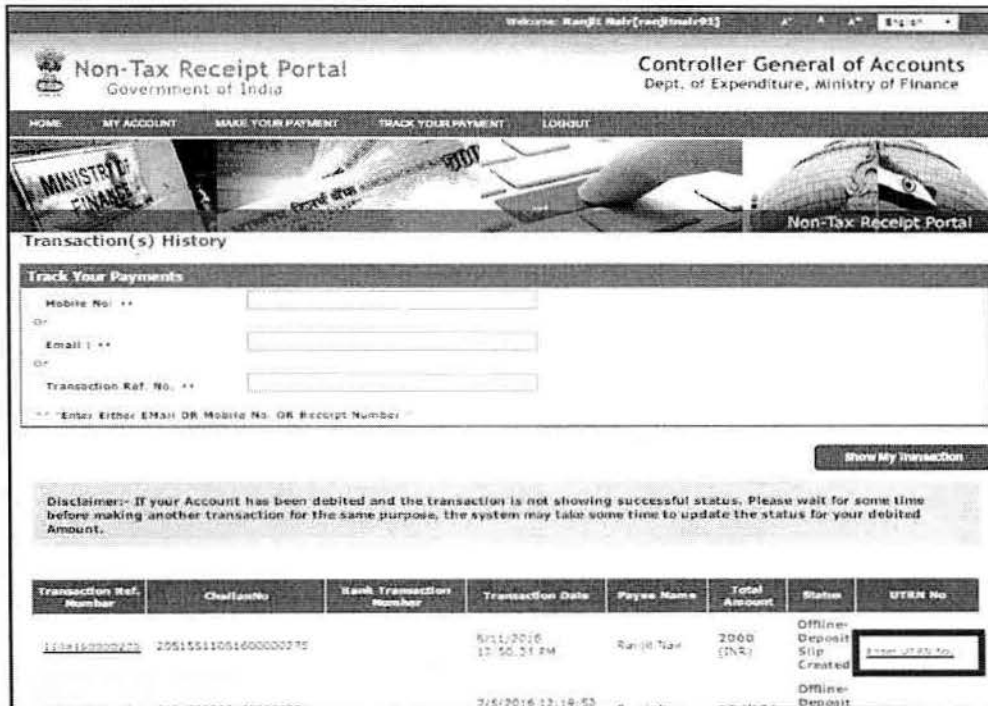 Welcome: Ranjit Nair[ranjitnair91] A- A A+ English
Non-Tax Receipt Portal
Government of India
Controller General of Accounts
Dept. of Expenditure, Ministry of Finance
HOME MY ACCOUNT MAKE YOUR PAYMENT TRACK YOUR PAYMENT LOGOUT
MINISTRY
FINANCE
Non-Tax Receipt Portal
Transaction(s) History
Track Your Payments
Mobile No: **
Or
Email : **
Or
Transaction Ref. No. **
** "Enter Either EMail OR Mobile No. OR Receipt Number "
Show My Transaction
Disclaimer:- If your Account has been debited and the transaction is not showing successful status. Please wait for some time
before making another transaction for the same purpose, the system may take some time to update the status for your debited
Amount.
Transaction Ref. Number ChallanNo Bank Transaction Number Transaction Date Payee Name Total Amount Status UTRN No
Ranjit Nair 2000 (INR) Offline-Deposit Slip Created Enter UTRN No.
Offline-
Deposit